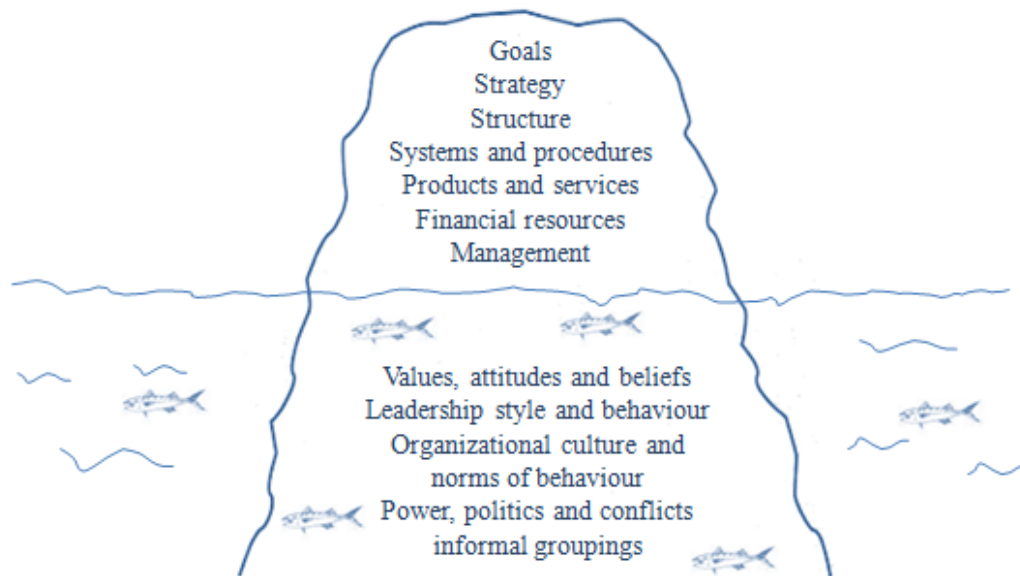 Goals
Strategy
Structure
Systems and procedures
Products and services
Financial resources
Management
Values, attitudes and beliefs
Leadership style and behaviour
Organizational culture and
norms of behaviour
Power, politics and conflicts
informal groupings